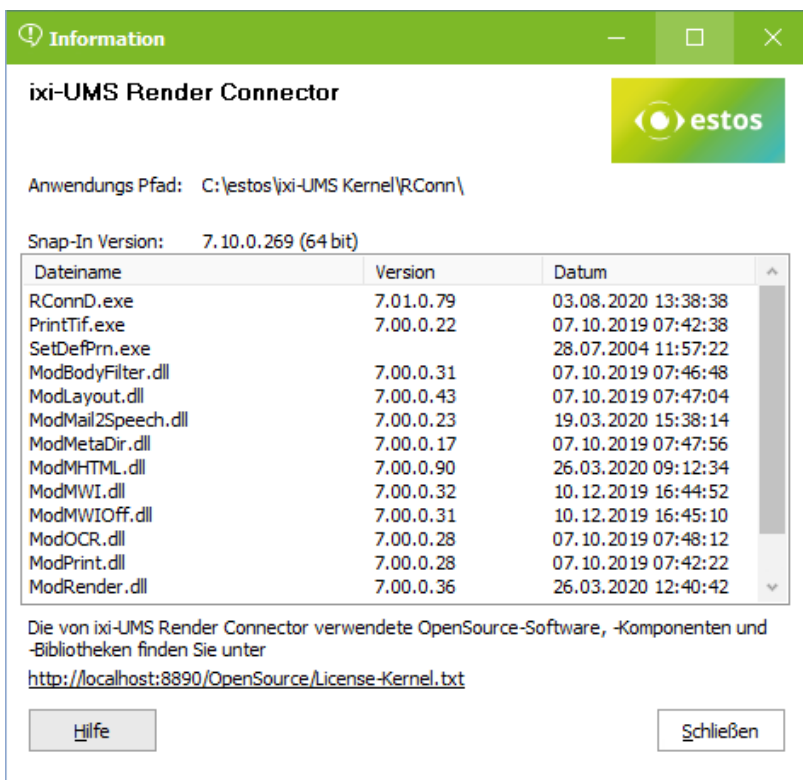 Information
ixi-UMS Render Connector
estos
Anwendungs Pfad: C:\estos\ixi-UMS Kernel\RConn\
Snap-In Version: 7.10.0.269 (64 bit)
Dateiname Version Datum
RConnD.exe 7.01.0.79 03.08.2020 13:38:38
PrintTif.exe 7.00.0.22 07.10.2019 07:42:38
SetDefPrn.exe 28.07.2004 11:57:22
ModBodyFilter.dll 7.00.0.31 07.10.2019 07:46:48
ModLayout.dll 7.00.0.43 07.10.2019 07:47:04
ModMail2Speech.dll 7.00.0.23 19.03.2020 15:38:14
ModMetaDir.dll 7.00.0.17 07.10.2019 07:47:56
ModMHTML.dll 7.00.0.90 26.03.2020 09:12:34
ModMWI.dll 7.00.0.32 10.12.2019 16:44:52
ModMWIOff.dll 7.00.0.31 10.12.2019 16:45:10
ModOCR.dll 7.00.0.28 07.10.2019 07:48:12
ModPrint.dll 7.00.0.28 07.10.2019 07:42:22
ModRender.dll 7.00.0.36 26.03.2020 12:40:42
Die von ixi-UMS Render Connector verwendete OpenSource-Software, -Komponenten und
-Bibliotheken finden Sie unter
http://localhost:8890/OpenSource/License-Kernel.txt
Hilfe Schließen